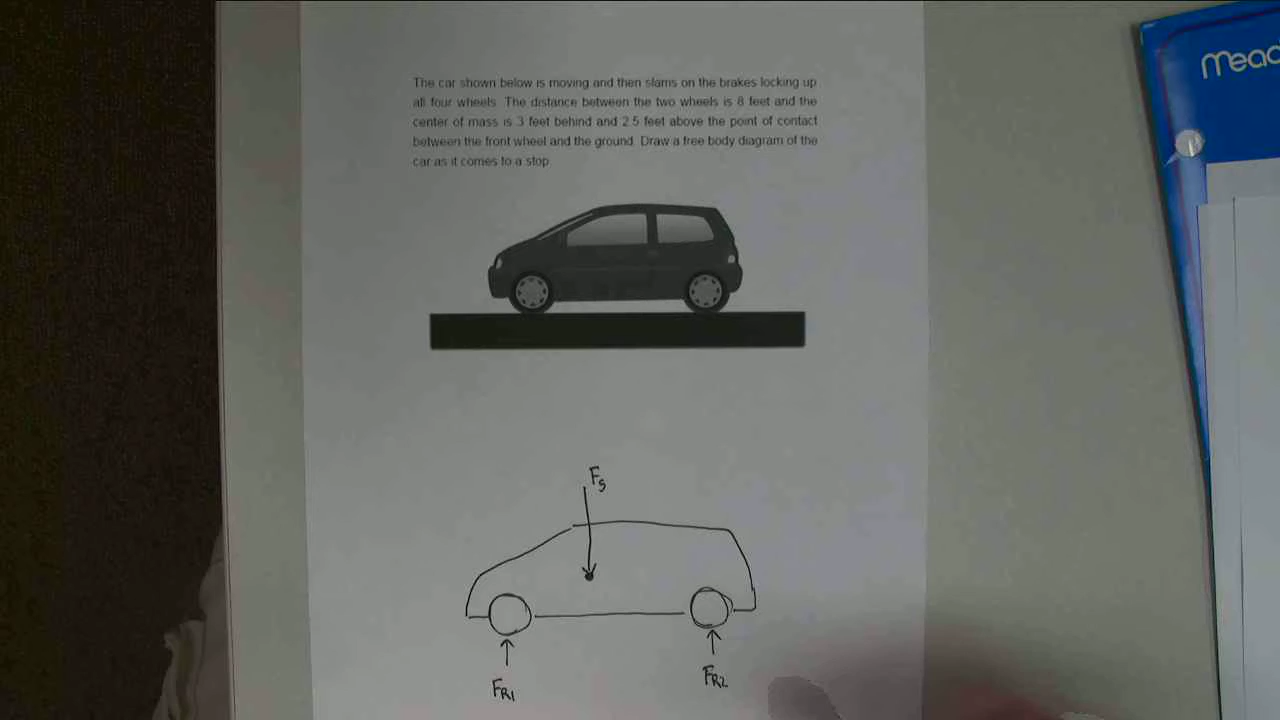 The car shown below is moving and then slams on the brakes locking up
all four wheels. The distance between the two wheels is 8 feet and the
center of mass is 3 feet behind and 2.5 feet above the point of contact
between the front wheel and the ground. Draw a free body diagram of the
car as it comes to a stop
Mead
Fg
FR1
FR2